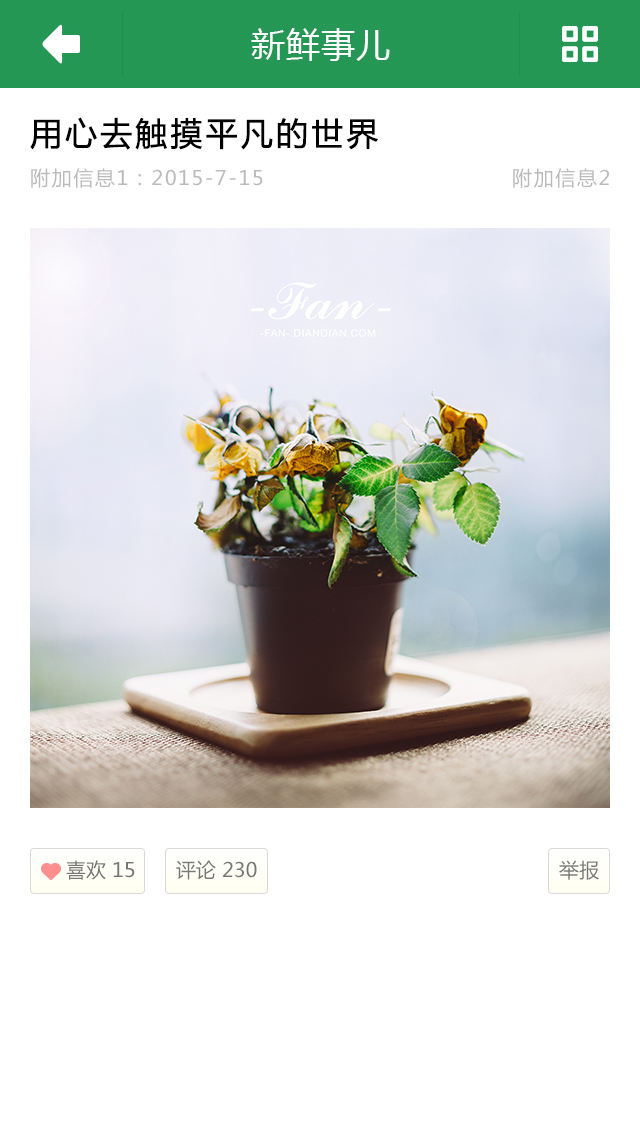 新鲜事儿
用心去触摸平凡的世界
附加信息1：2015-7-15
附加信息2
-Fan-
-FAN-.DIANDIAN.COM
喜欢 15
评论 230
举报